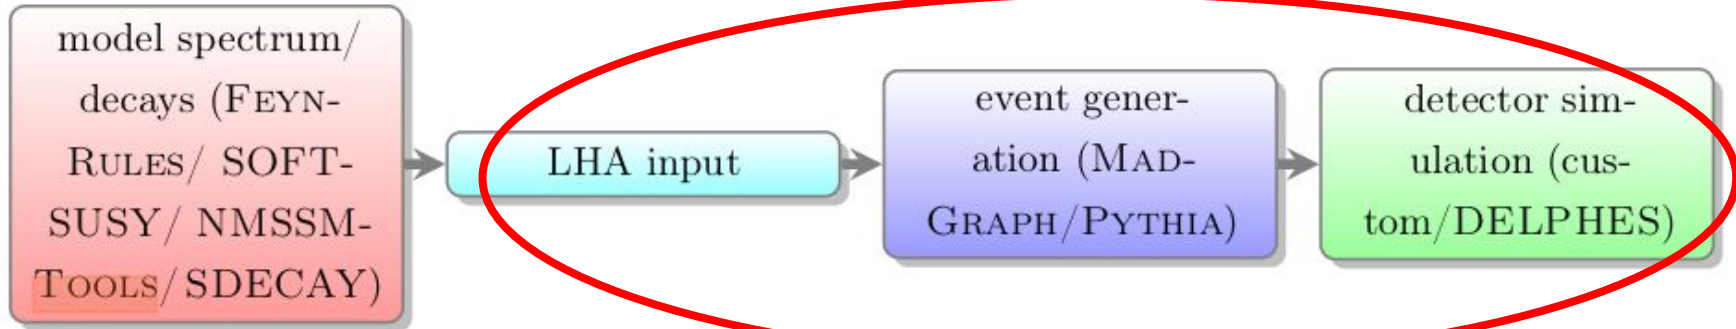 model spectrum/
decays (FEYN-
RULES/ SOFT-
SUSY/ NMSSM-
TOOLS/SDECAY)
LHA input
event gener-
ation (MAD-
GRAPH/PYTHIA)
detector sim-
ulation (cus-
tom/DELPHES)